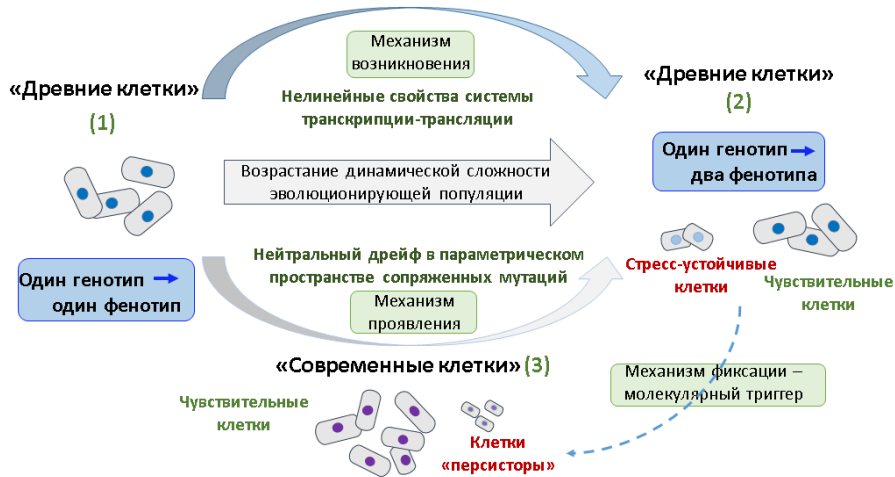 Механизм
возникновения
«Древние клетки»
(1)
Нелинейные свойства системы
транскрипции-трансляции
«Древние клетки»
(2)
Один генотип
два фенотипа
Возрастание динамической сложности
эволюционирующей популяции
Нейтральный дрейф в параметрическом
пространстве сопряженных мутаций
Стресс-устойчивые
клетки
Чувствительные
клетки
Один генотип
один фенотип
Механизм
проявления
«Современные клетки» (3)
Механизм фиксации –
молекулярный триггер
Чувствительные
клетки
Клетки
«персисторы»